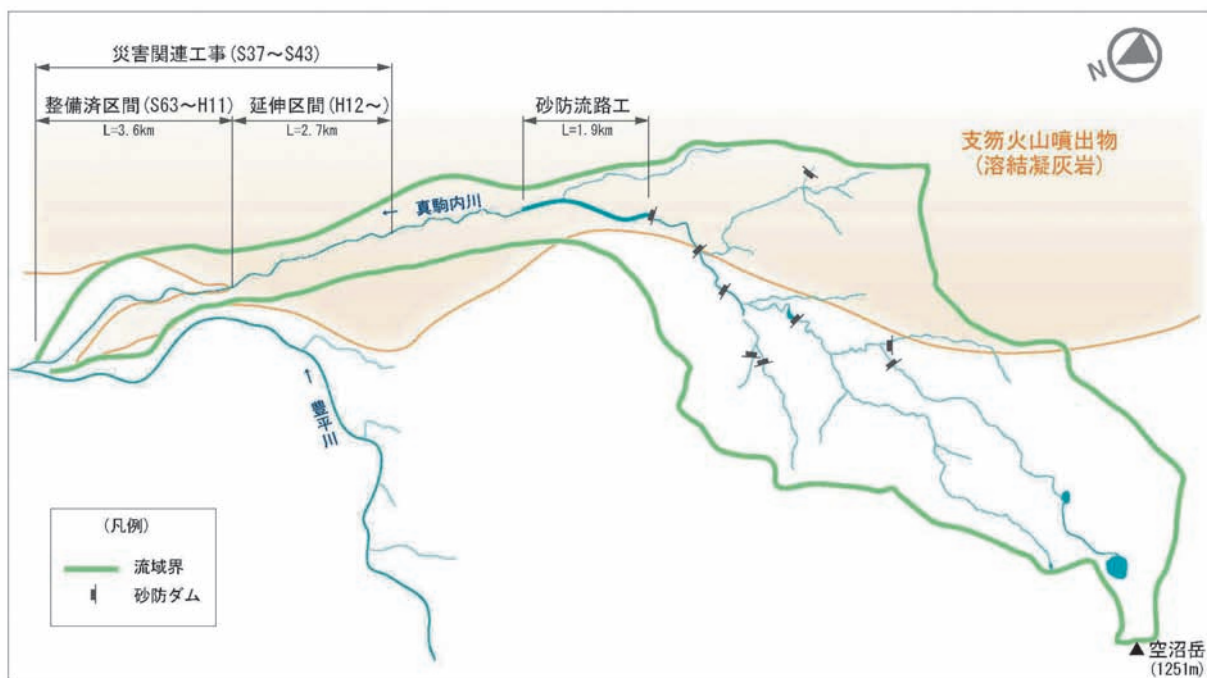 災害関連工事(S37～S43)
整備済区間(S63～H11)
L=3.6km
延伸区間(H12～)
L=2.7km
砂防流路工
L=1.9km
N
支笏火山噴出物
(溶結凝灰岩)
← 真駒内川
← 豊平川
(凡例)
流域界
砂防ダム
▲空沼岳
(1251m)